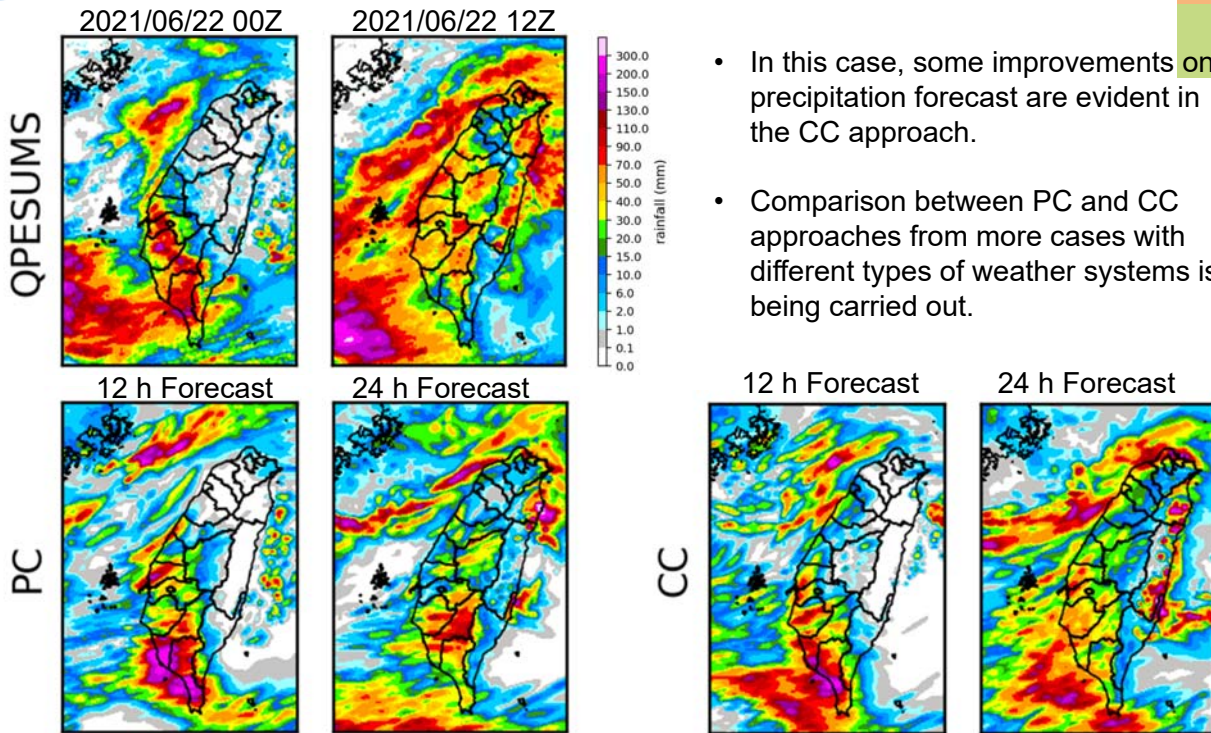 2021/06/22 00Z
2021/06/22 12Z
QPESUMS
300.0
200.0
150.0
130.0
110.0
90.0
70.0
50.0
40.0
30.0
20.0
15.0
10.0
6.0
2.0
1.0
0.1
0.0
rainfall (mm)
• In this case, some improvements on
precipitation forecast are evident in
the CC approach.
• Comparison between PC and CC
approaches from more cases with
different types of weather systems is
being carried out.
12 h Forecast
24 h Forecast
PC
12 h Forecast
24 h Forecast
CC